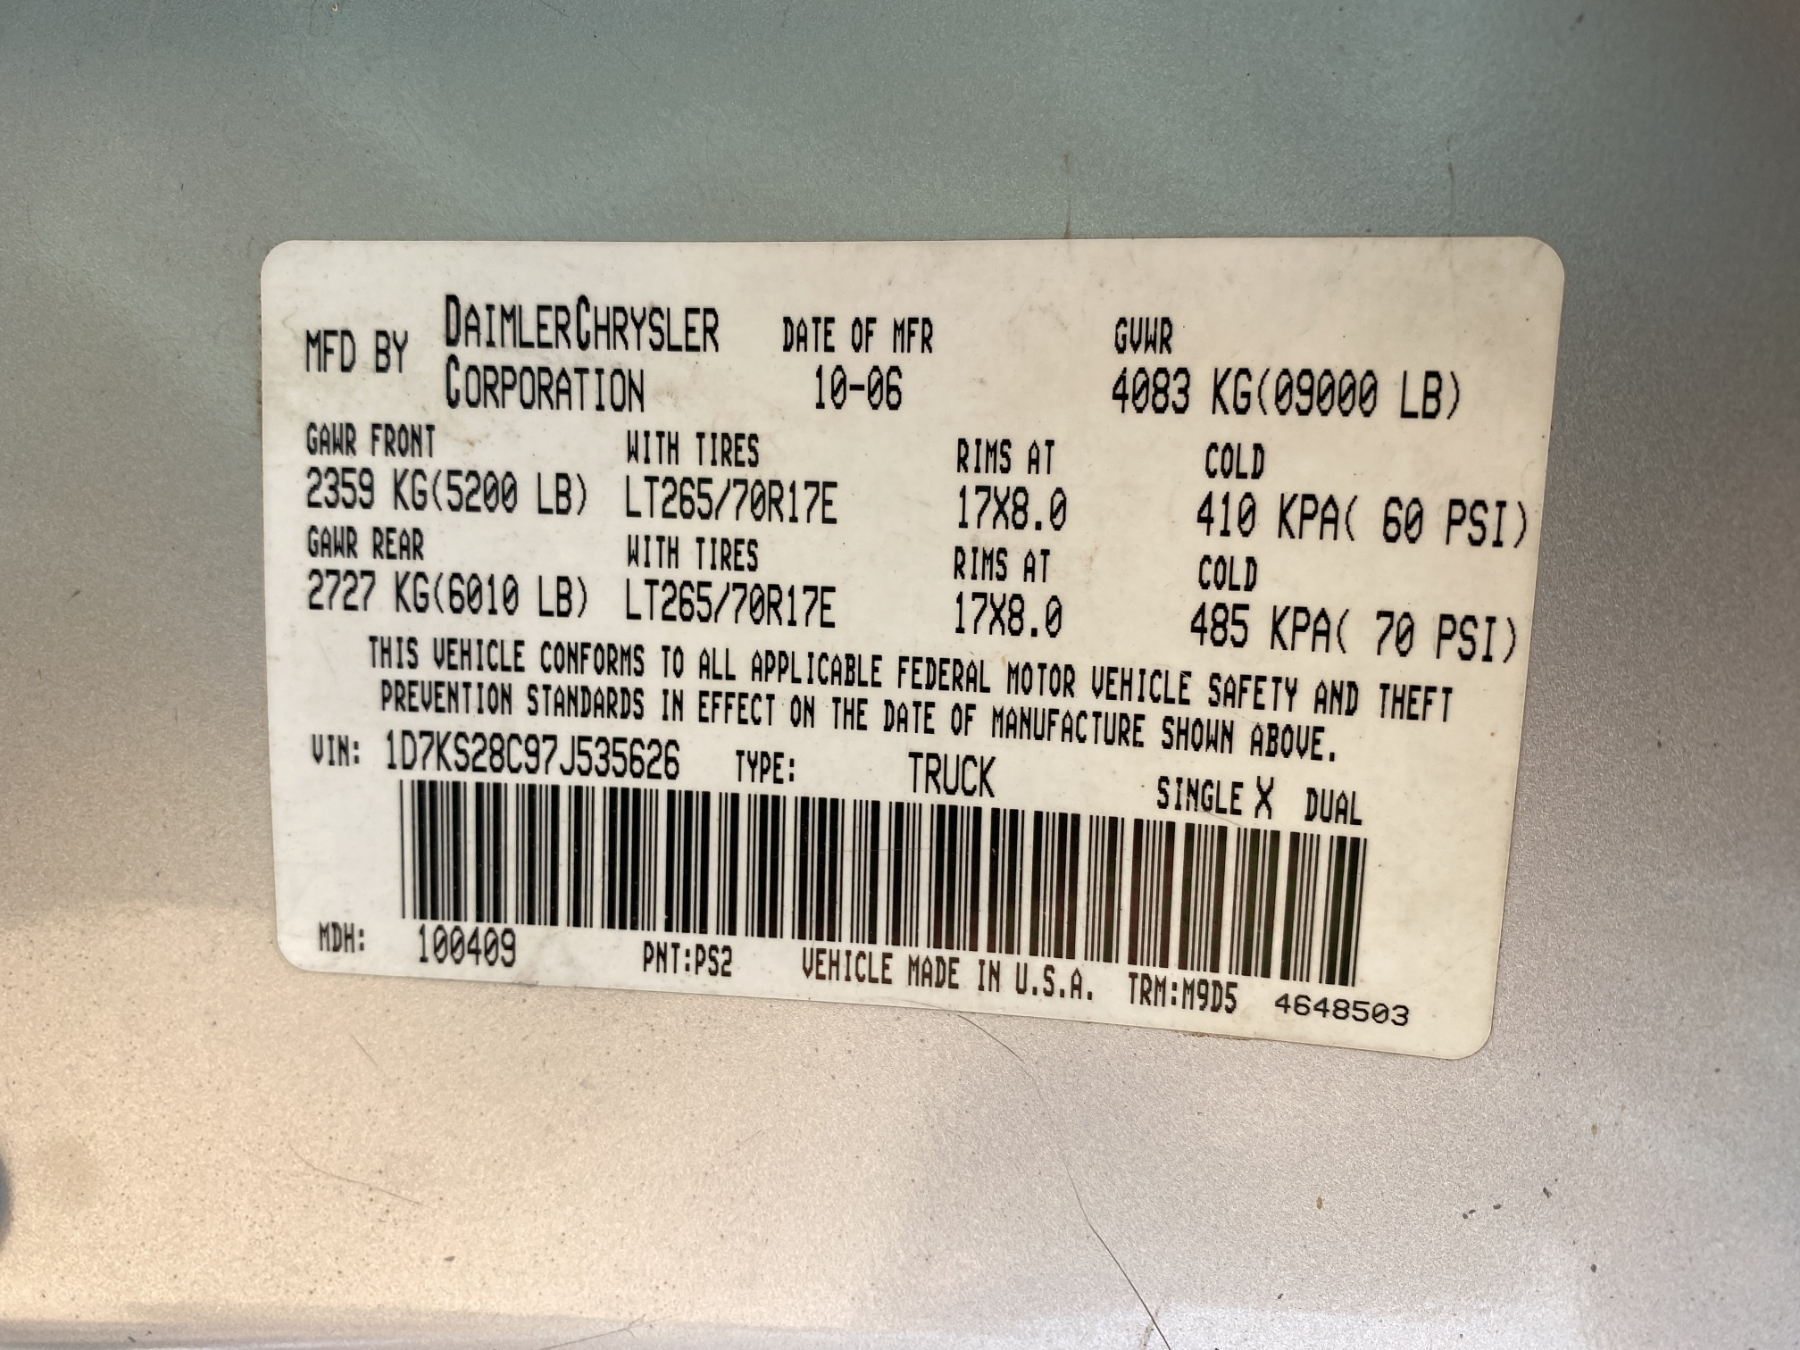 MFD BY DAIMLERCHRYSLER CORPORATION DATE OF MFR 10-06 GVWR 4083 KG(09000 LB)
GAWR FRONT WITH TIRES RIMS AT COLD
2359 KG(5200 LB) LT265/70R17E 17X8.0 410 KPA( 60 PSI)
GAWR REAR WITH TIRES RIMS AT COLD
2727 KG(6010 LB) LT265/70R17E 17X8.0 485 KPA( 70 PSI)
THIS VEHICLE CONFORMS TO ALL APPLICABLE FEDERAL MOTOR VEHICLE SAFETY AND THEFT
PREVENTION STANDARDS IN EFFECT ON THE DATE OF MANUFACTURE SHOWN ABOVE.
VIN: 1D7KS28C97J535626 TYPE: TRUCK SINGLE X DUAL
MDH: 100409 PNT:PS2 VEHICLE MADE IN U.S.A. TRM:M9D5 4648503